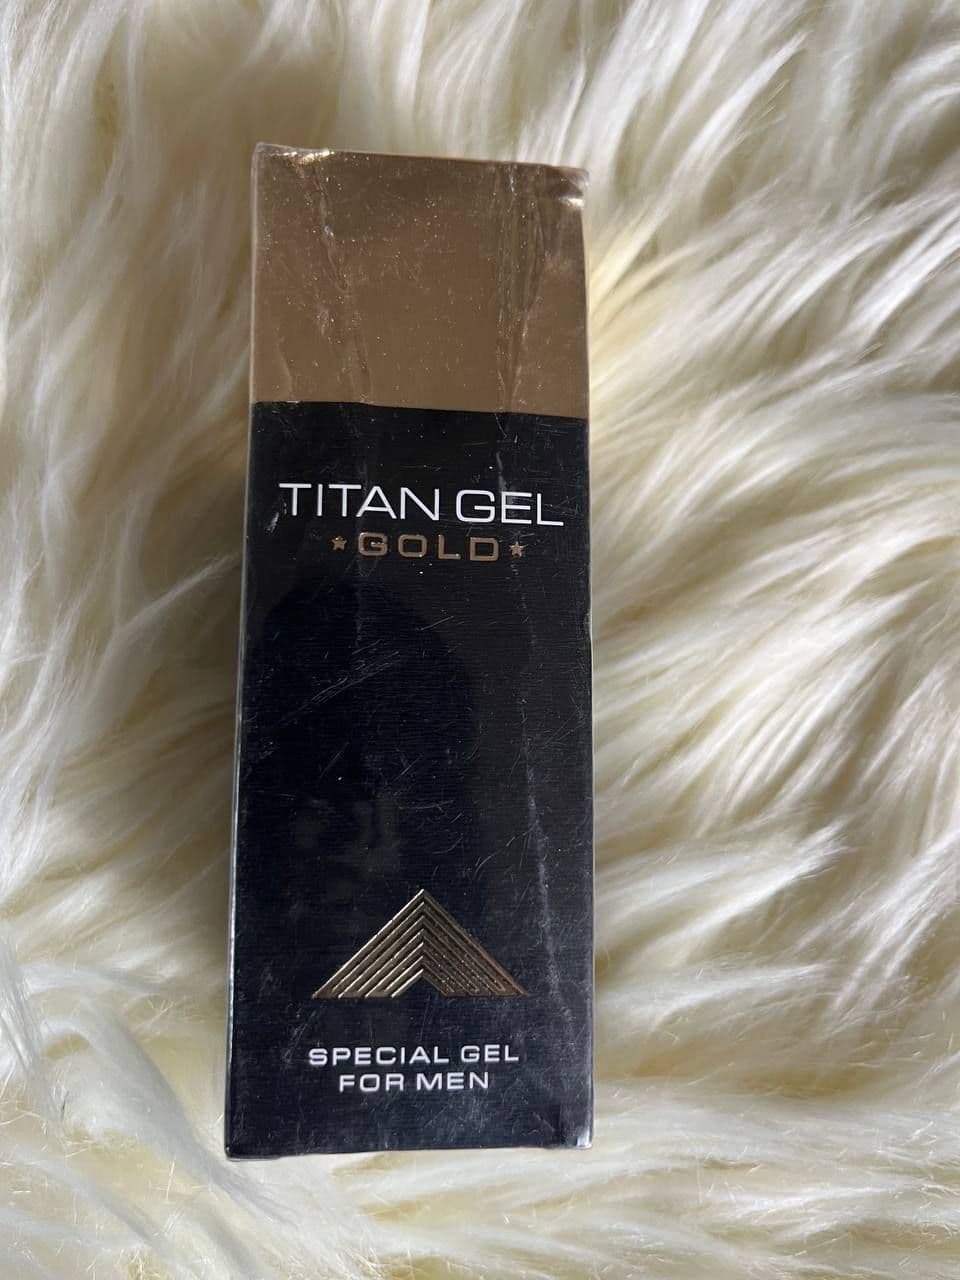 TITAN GEL
★GOLD★
SPECIAL GEL
FOR MEN